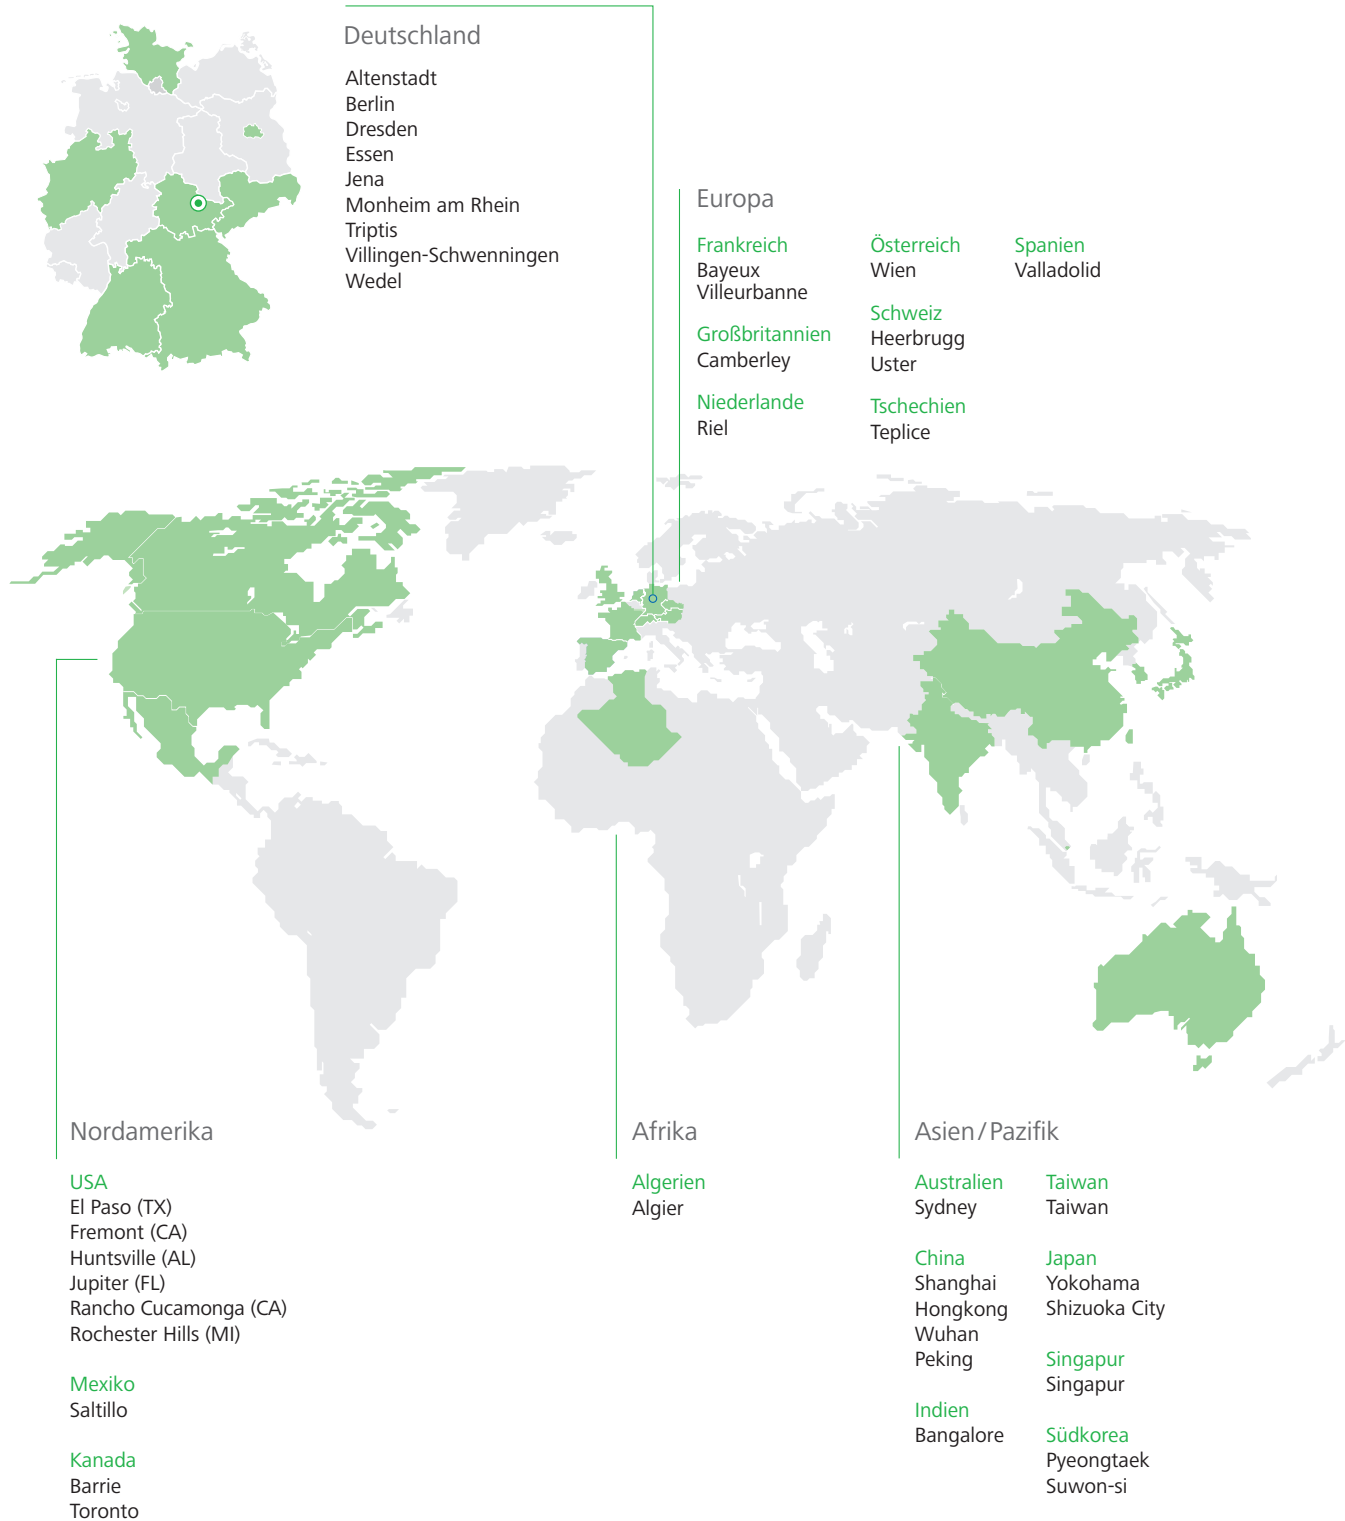 Deutschland
Altenstadt
Berlin
Dresden
Essen
Jena
Monheim am Rhein
Triptis
Villingen-Schwenningen
Wedel
Europa
Frankreich
Bayeux
Villeurbanne
Großbritannien
Camberley
Niederlande
Riel
Österreich
Wien
Schweiz
Heerbrugg
Uster
Tschechien
Teplice
Spanien
Valladolid
Nordamerika
USA
El Paso (TX)
Fremont (CA)
Huntsville (AL)
Jupiter (FL)
Rancho Cucamonga (CA)
Rochester Hills (MI)
Mexiko
Saltillo
Kanada
Barrie
Toronto
Afrika
Algerien
Algier
Asien/Pazifik
Australien
Sydney
China
Shanghai
Hongkong
Wuhan
Peking
Indien
Bangalore
Taiwan
Taiwan
Japan
Yokohama
Shizuoka City
Singapur
Singapur
Südkorea
Pyeongtaek
Suwon-si